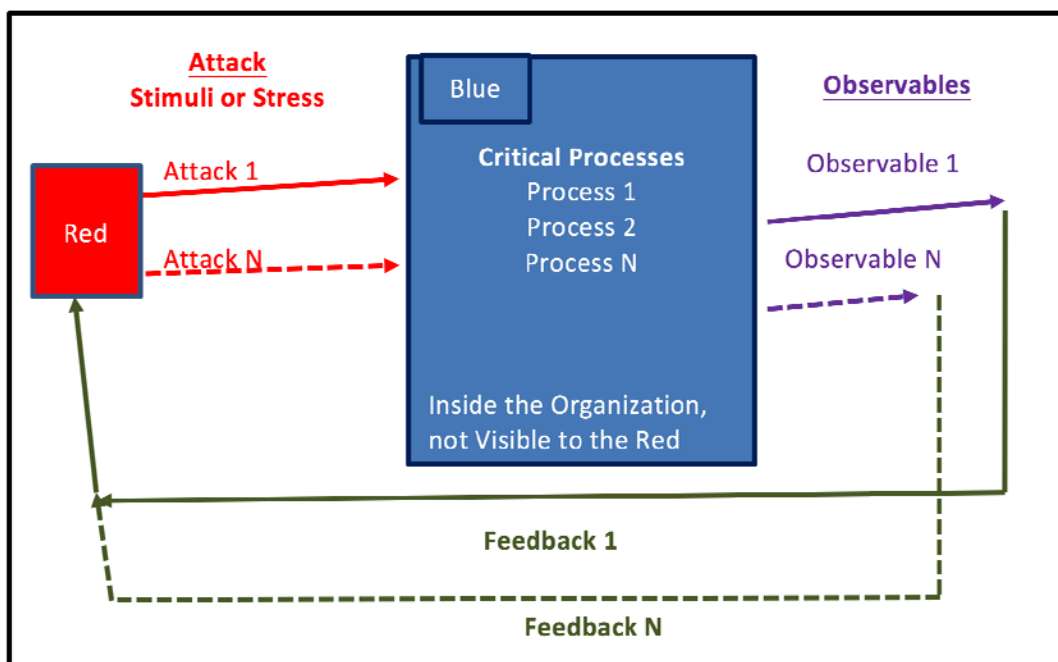 Attack
Stimuli or Stress
Blue
Observables
Critical Processes
Attack 1
Process 1
Observable 1
Red
Process 2
Attack N
Process N
Observable N
Inside the Organization,
not Visible to the Red
Feedback 1
Feedback N